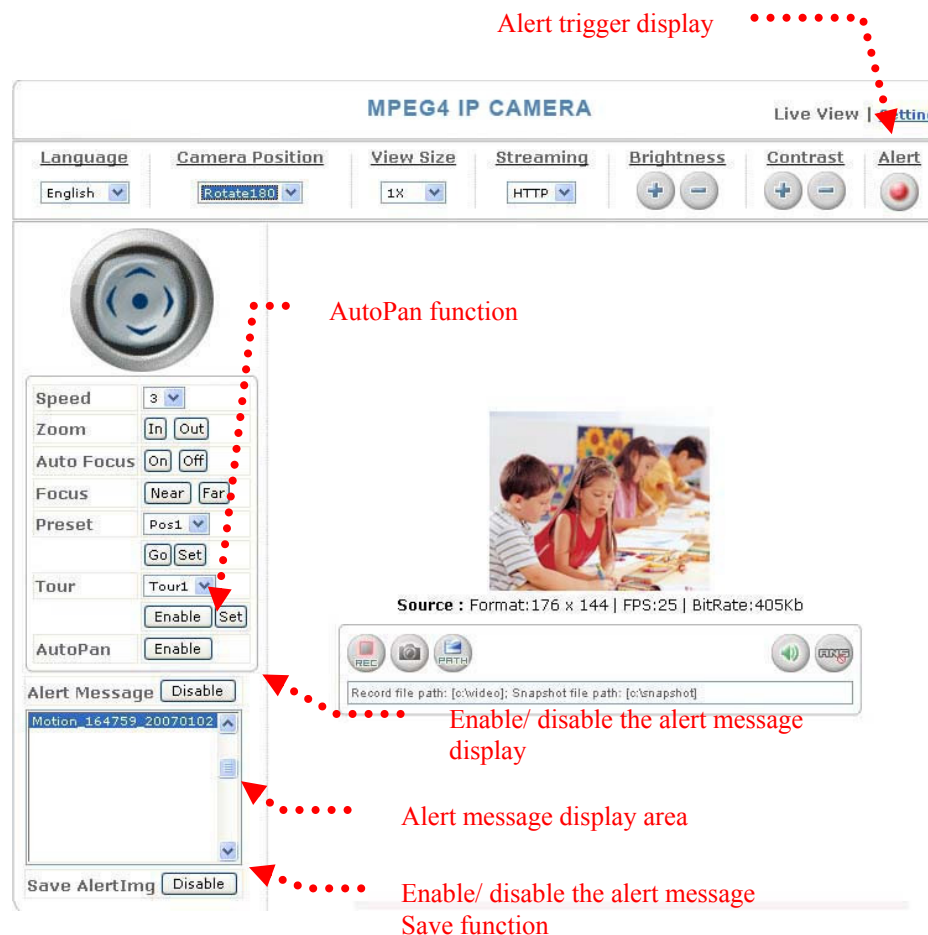 Alert trigger display
MPEG4 IP CAMERA
Live View |
Language Camera Position View Size Streaming Brightness Contrast Alert
English Rotate180 1X HTTP
AutoPan function
Speed 3
Zoom In Out
Auto Focus On Off
Focus Near Far
Preset Pos1
Go Set
Tour Tour1
Enable Set
AutoPan Enable
Source : Format:176 x 144 | FPS:25 | BitRate:405Kb
REC PATH
Record file path: [c:\video]; Snapshot file path: [c:\snapshot]
Alert Message Disable
Motion_164759_20070102
Enable/ disable the alert message
display
Alert message display area
Save AlertImg Disable
Enable/ disable the alert message
Save function